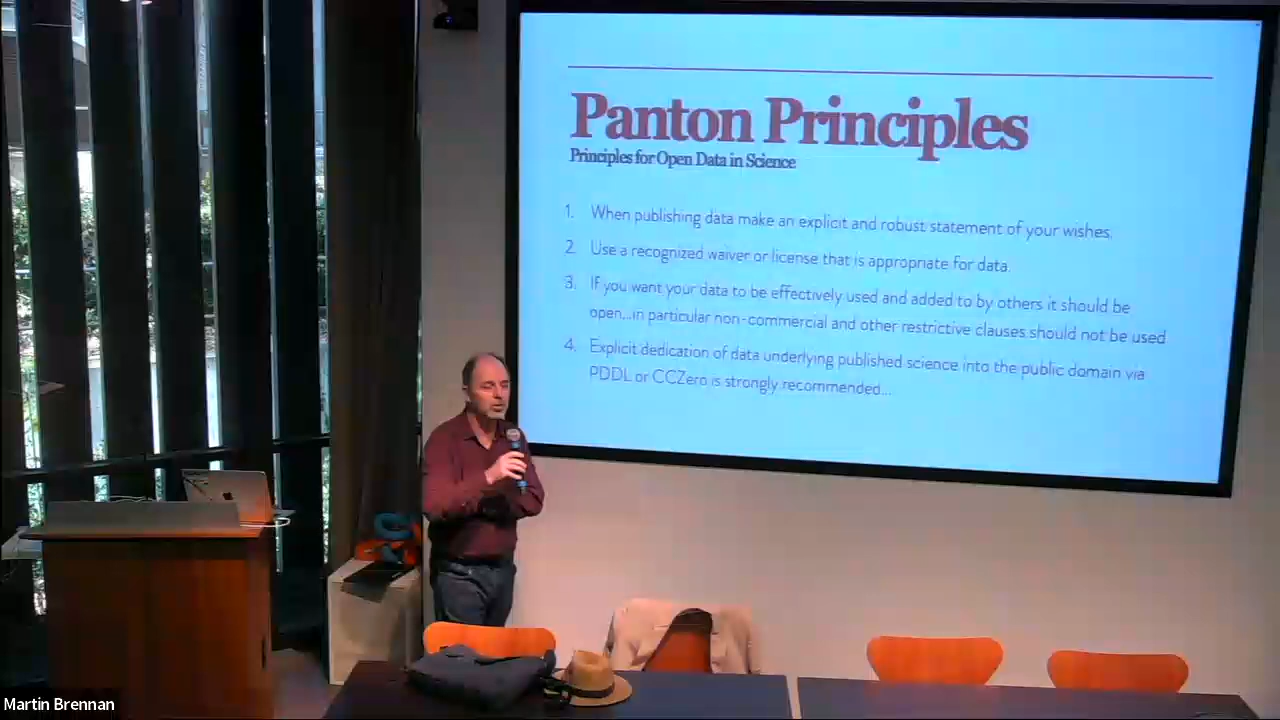 Panton Principles
Principles for Open Data in Science
1. When publishing data make an explicit and robust statement of your wishes.
2. Use a recognized waiver or license that is appropriate for data.
3. If you want your data to be effectively used and added to by others it should be
open...in particular non-commercial and other restrictive clauses should not be used
4. Explicit dedication of data underlying published science into the public domain via
PDDL or CCZero is strongly recommended...
Martin Brennan